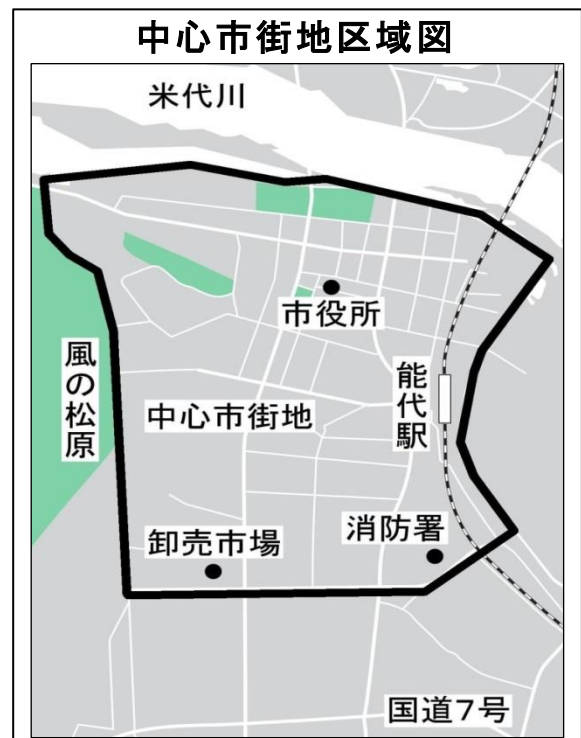 中心市街地区域図
米代川
市役所
風の松原
能代駅
中心市街地
卸売市場
消防署
国道7号